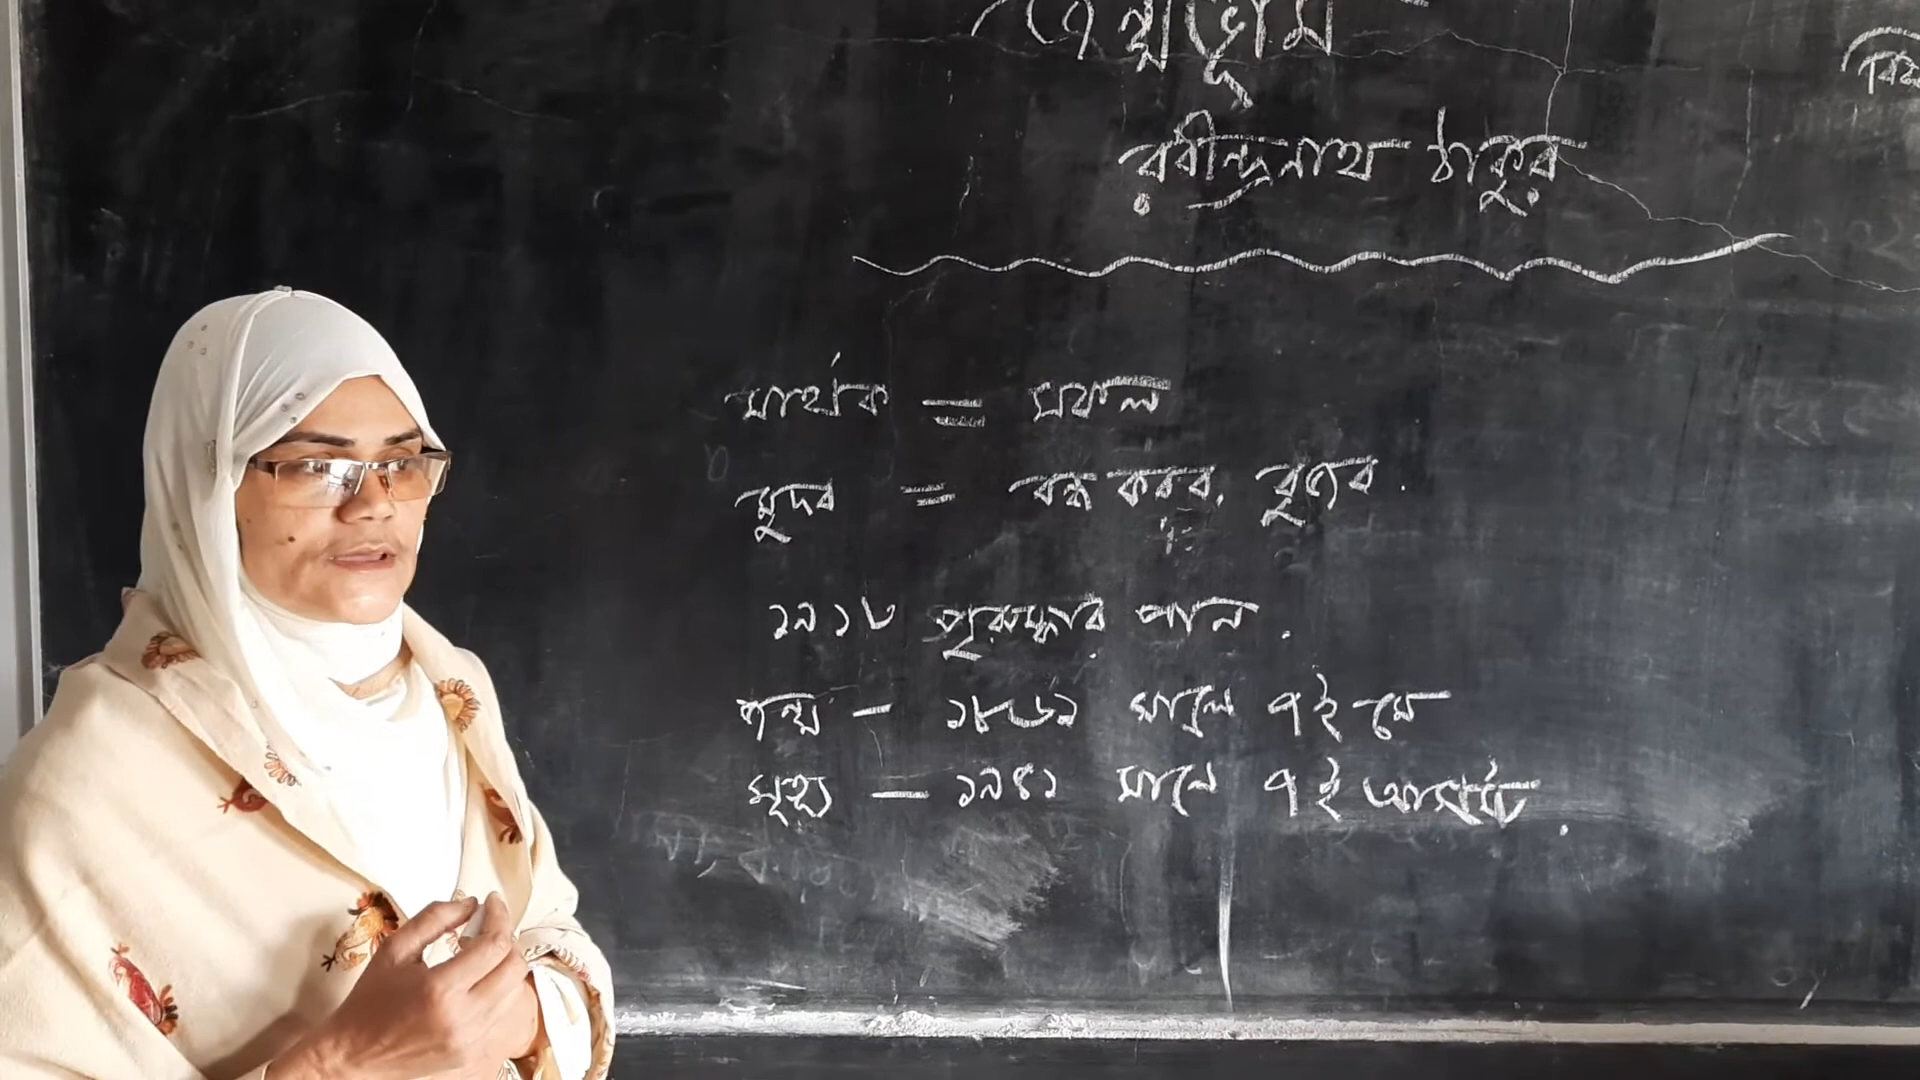 জন্মভূমি
রবীন্দ্রনাথ ঠাকুর
সার্থক = সফল
মুদব = বন্ধ করব, বুজব.
১৯১৩ পুরস্কার পান.
জন্ম - ১৮৬১ সালে ৭ই মে
মৃত্যু - ১৯৪১ সালে ৭ই আগস্ট.